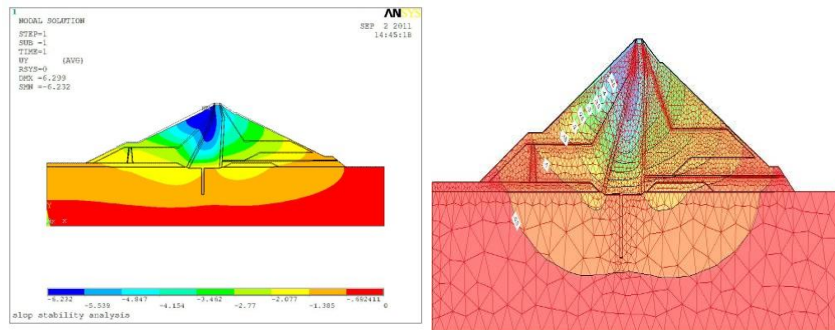 1
NODAL SOLUTION
STEP=1
SUB =1
TIME=1
UY (AVG)
RSYS=0
DMX =6.299
SMN =-6.232
ANSYS
SEP 2 2011
14:45:18
Y
X
-6.232 -4.847 -3.462 -2.077 -.692411
-5.539 -4.154 -2.77 -1.385 0
slop stability analysis